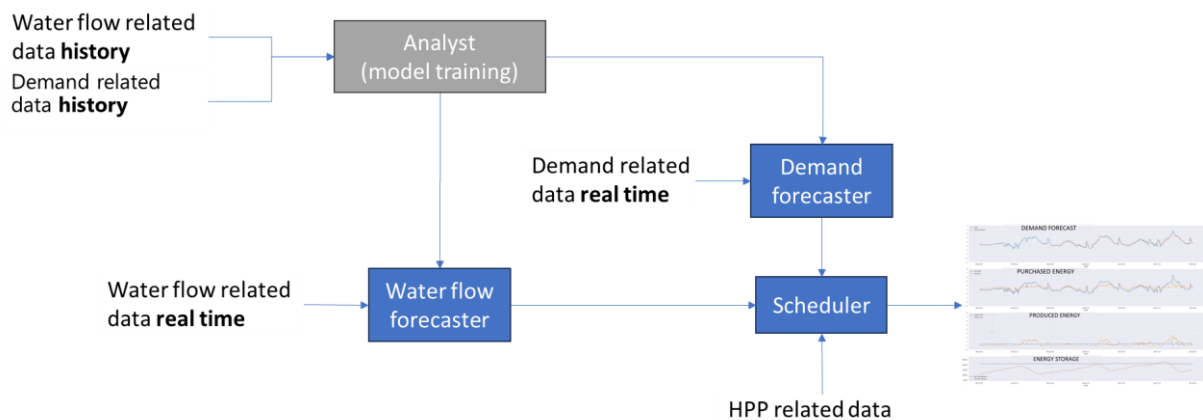 Water flow related
data history
Demand related
data history
Analyst
(model training)
Demand related
data real time
Demand
forecaster
Water flow related
data real time
Water flow
forecaster
Scheduler
HPP related data
DEMAND FORECAST
PURCHASED ENERGY
PRODUCED ENERGY
ENERGY STORAGE